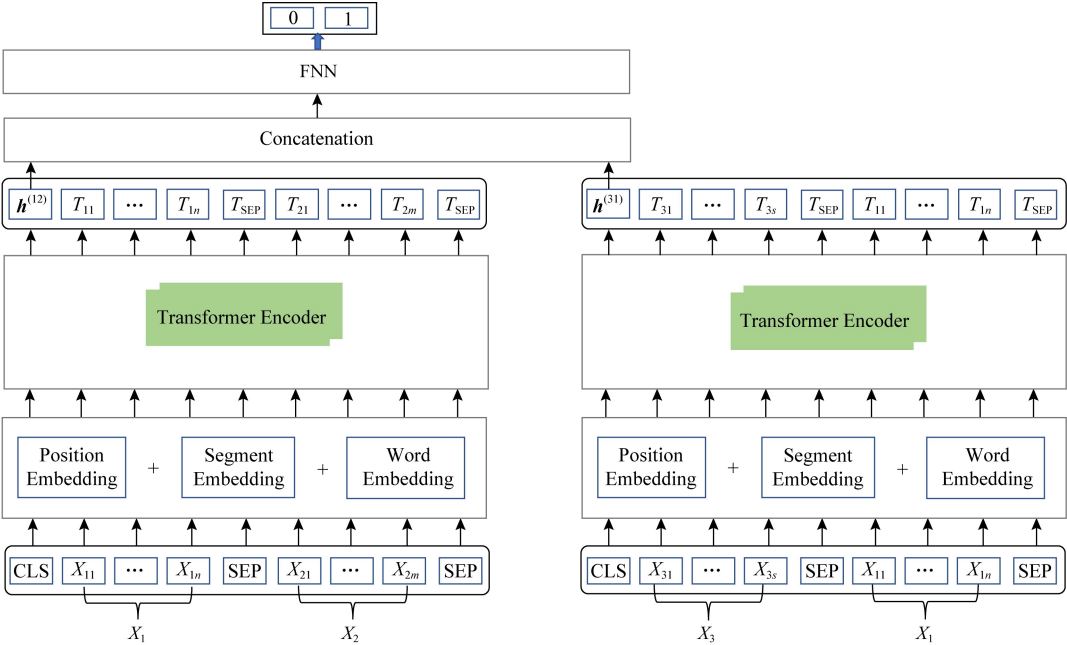 0 1
FNN
Concatenation
h(12) T11 ... T1n TSEP T21 ... T2m TSEP
h(31) T31 ... T3s TSEP T11 ... T1n TSEP
Transformer Encoder
Transformer Encoder
Position Embedding + Segment Embedding + Word Embedding
Position Embedding + Segment Embedding + Word Embedding
CLS X11 ... X1n SEP X21 ... X2m SEP
CLS X31 ... X3s SEP X11 ... X1n SEP
X1 X2
X3 X1